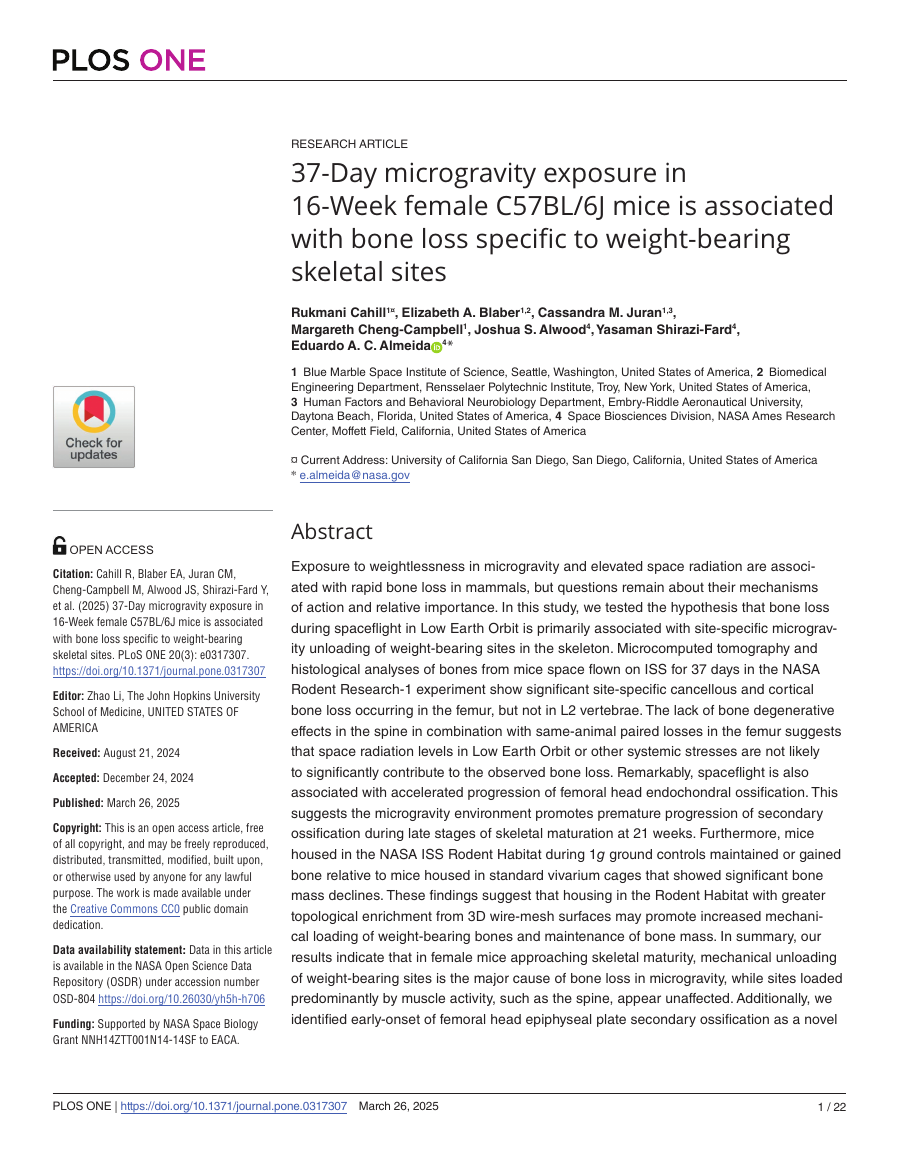 PLOS ONE
RESEARCH ARTICLE
37-Day microgravity exposure in
16-Week female C57BL/6J mice is associated
with bone loss specific to weight-bearing
skeletal sites
Rukmani Cahill1¤, Elizabeth A. Blaber1,2, Cassandra M. Juran1,3,
Margareth Cheng-Campbell1, Joshua S. Alwood4, Yasaman Shirazi-Fard4,
Eduardo A. C. Almeida iD 4*
1 Blue Marble Space Institute of Science, Seattle, Washington, United States of America, 2 Biomedical
Engineering Department, Rensselaer Polytechnic Institute, Troy, New York, United States of America,
3 Human Factors and Behavioral Neurobiology Department, Embry-Riddle Aeronautical University,
Daytona Beach, Florida, United States of America, 4 Space Biosciences Division, NASA Ames Research
Center, Moffett Field, California, United States of America
¤ Current Address: University of California San Diego, San Diego, California, United States of America
* e.almeida@nasa.gov
Check for
updates
OPEN ACCESS
Citation: Cahill R, Blaber EA, Juran CM,
Cheng-Campbell M, Alwood JS, Shirazi-Fard Y,
et al. (2025) 37-Day microgravity exposure in
16-Week female C57BL/6J mice is associated
with bone loss specific to weight-bearing
skeletal sites. PLoS ONE 20(3): e0317307.
https://doi.org/10.1371/journal.pone.0317307
Editor: Zhao Li, The John Hopkins University
School of Medicine, UNITED STATES OF
AMERICA
Received: August 21, 2024
Accepted: December 24, 2024
Published: March 26, 2025
Copyright: This is an open access article, free
of all copyright, and may be freely reproduced,
distributed, transmitted, modified, built upon,
or otherwise used by anyone for any lawful
purpose. The work is made available under
the Creative Commons CC0 public domain
dedication.
Data availability statement: Data in this article
is available in the NASA Open Science Data
Repository (OSDR) under accession number
OSD-804 https://doi.org/10.26030/yh5h-h706
Funding: Supported by NASA Space Biology
Grant NNH14ZTT001N14-14SF to EACA.
Abstract
Exposure to weightlessness in microgravity and elevated space radiation are associ-
ated with rapid bone loss in mammals, but questions remain about their mechanisms
of action and relative importance. In this study, we tested the hypothesis that bone loss
during spaceflight in Low Earth Orbit is primarily associated with site-specific micrograv-
ity unloading of weight-bearing sites in the skeleton. Microcomputed tomography and
histological analyses of bones from mice space flown on ISS for 37 days in the NASA
Rodent Research-1 experiment show significant site-specific cancellous and cortical
bone loss occurring in the femur, but not in L2 vertebrae. The lack of bone degenerative
effects in the spine in combination with same-animal paired losses in the femur suggests
that space radiation levels in Low Earth Orbit or other systemic stresses are not likely
to significantly contribute to the observed bone loss. Remarkably, spaceflight is also
associated with accelerated progression of femoral head endochondral ossification. This
suggests the microgravity environment promotes premature progression of secondary
ossification during late stages of skeletal maturation at 21 weeks. Furthermore, mice
housed in the NASA ISS Rodent Habitat during 1g ground controls maintained or gained
bone relative to mice housed in standard vivarium cages that showed significant bone
mass declines. These findings suggest that housing in the Rodent Habitat with greater
topological enrichment from 3D wire-mesh surfaces may promote increased mechani-
cal loading of weight-bearing bones and maintenance of bone mass. In summary, our
results indicate that in female mice approaching skeletal maturity, mechanical unloading
of weight-bearing sites is the major cause of bone loss in microgravity, while sites loaded
predominantly by muscle activity, such as the spine, appear unaffected. Additionally, we
identified early-onset of femoral head epiphyseal plate secondary ossification as a novel
PLOS ONE | https://doi.org/10.1371/journal.pone.0317307 March 26, 2025
1 / 22